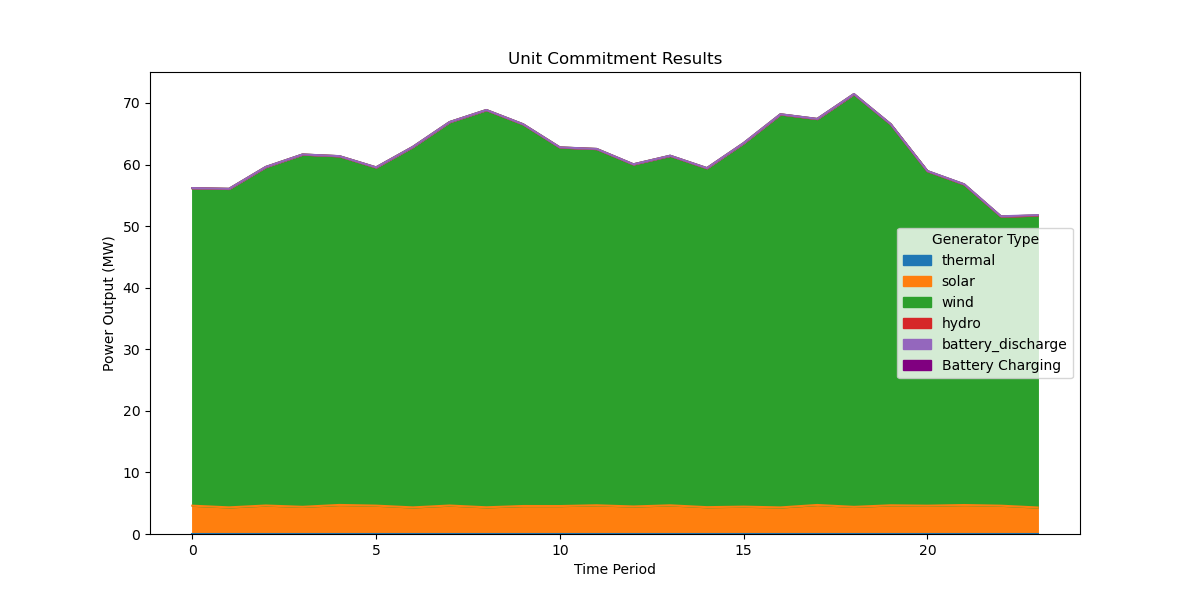 Unit Commitment Results
Power Output (MW)
70
60
50
40
30
20
10
0
0
5
10
15
20
Time Period
Generator Type
thermal
solar
wind
hydro
battery_discharge
Battery Charging